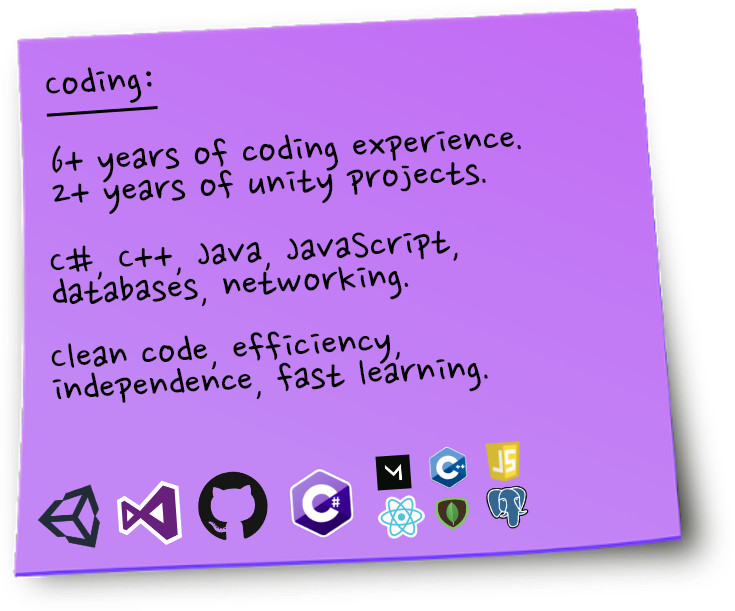 coding:
6+ years of coding experience.
2+ years of unity projects.
C#, C++, Java, JavaScript,
databases, networking.
clean code, efficiency,
independence, fast learning.
C#
C++
JS